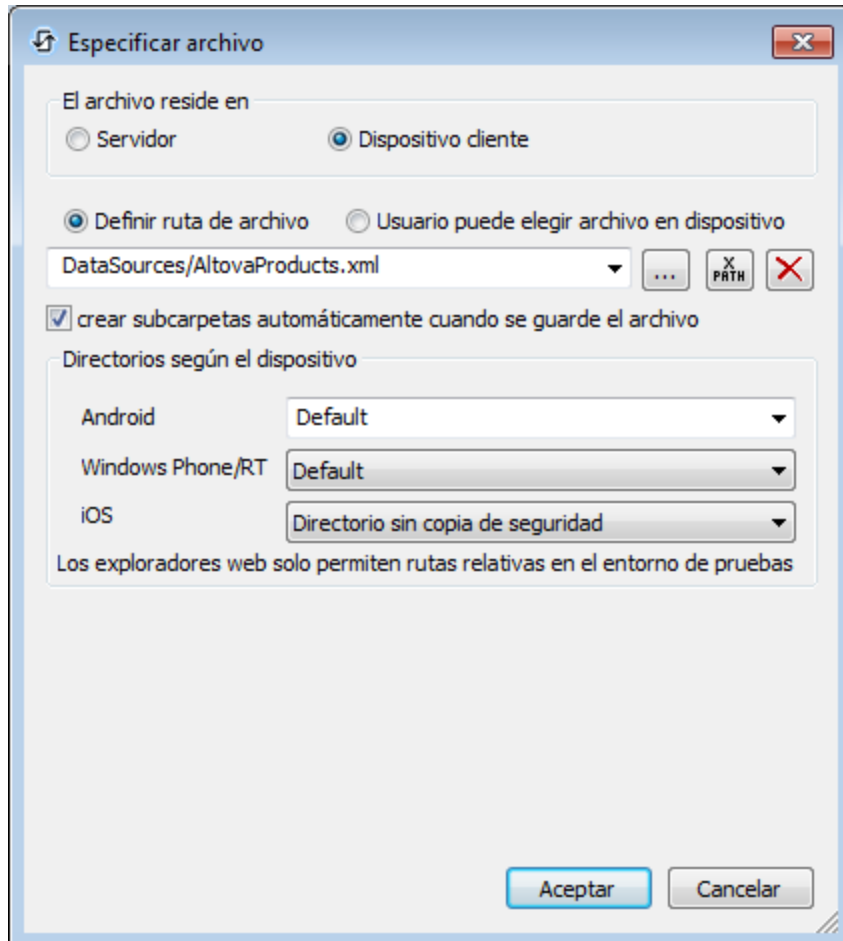 Especificar archivo
El archivo reside en
Servidor Dispositivo cliente
Definir ruta de archivo Usuario puede elegir archivo en dispositivo
DataSources/AltovaProducts.xml ... X PATH
crear subcarpetas automáticamente cuando se guarde el archivo
Directorios según el dispositivo
Android Default
Windows Phone/RT Default
iOS Directorio sin copia de seguridad
Los exploradores web solo permiten rutas relativas en el entorno de pruebas
Aceptar Cancelar